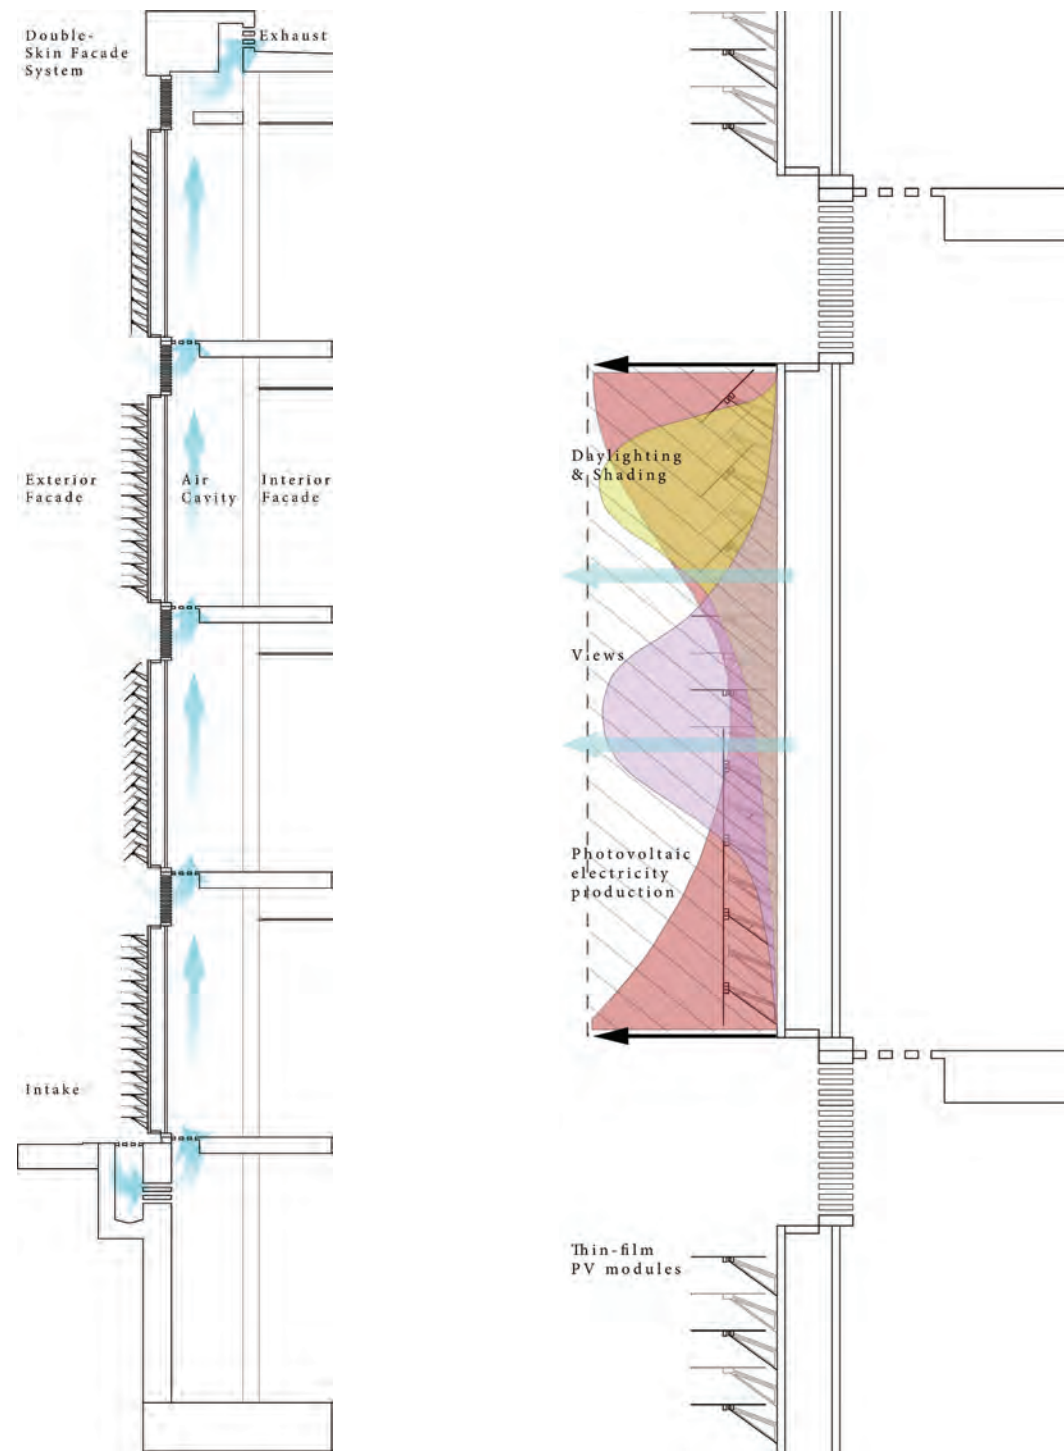 Double-
Skin Facade
System
Exhaust
Exterior
Facade
Air
Cavity
Interior
Facade
Intake
Daylighting
& Shading
Views
Photovoltaic
electricity
production
Thin-film
PV modules